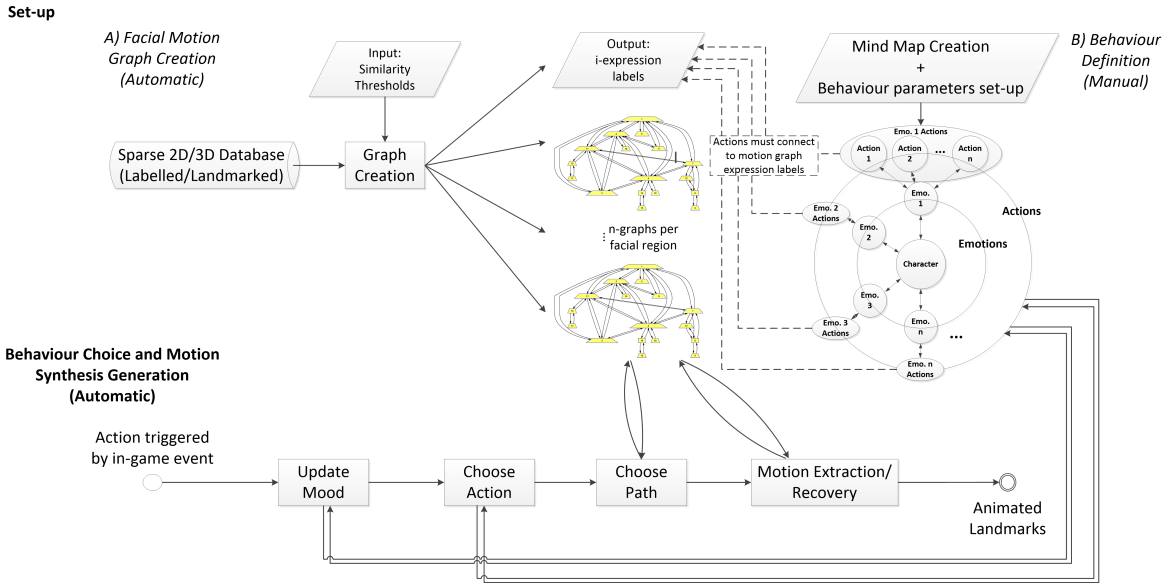 Set-up
A) Facial Motion
Graph Creation
(Automatic)
Input:
Similarity
Thresholds
Output:
i-expression
labels
Mind Map Creation
+
Behaviour parameters set-up
B) Behaviour
Definition
(Manual)
Sparse 2D/3D Database
(Labelled/Landmarked)
Graph
Creation
Actions must connect
to motion graph
expression labels
Emo. 1 Actions
Action
1
Action
2
...
Action
n
Emo.
1
Actions
Emo. 2
Actions
Emo.
2
Emotions
Character
⋮ n-graphs per
facial region
Emo.
3
Emo. 3
Actions
Emo.
n
...
Emo. n
Actions
Behaviour Choice and Motion
Synthesis Generation
(Automatic)
Action triggered
by in-game event
Update
Mood
Choose
Action
Choose
Path
Motion Extraction/
Recovery
Animated
Landmarks